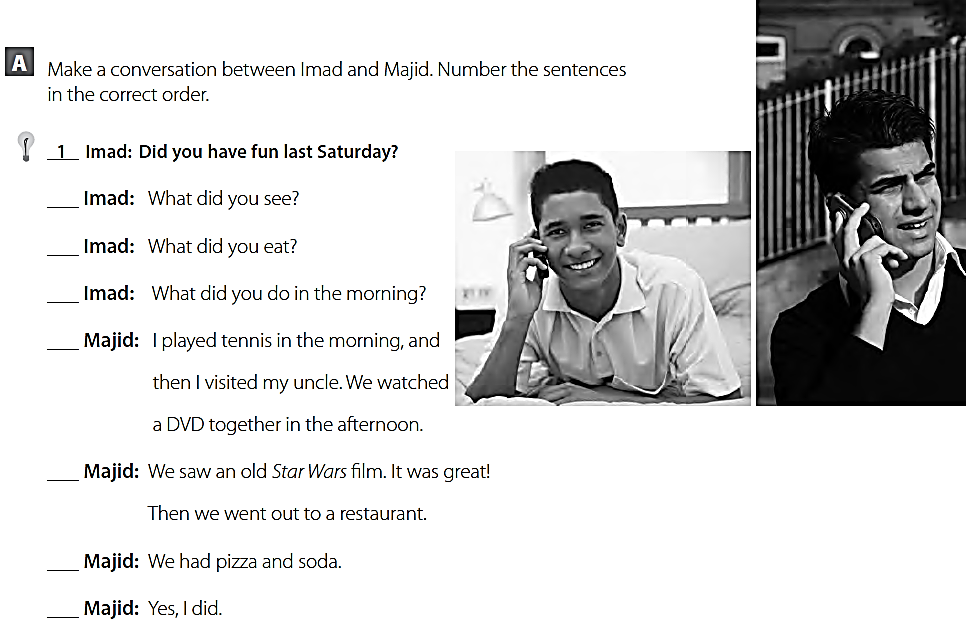 A
Make a conversation between Imad and Majid. Number the sentences
in the correct order.
1 Imad: Did you have fun last Saturday?
___ Imad: What did you see?
___ Imad: What did you eat?
___ Imad: What did you do in the morning?
___ Majid: I played tennis in the morning, and
then I visited my uncle. We watched
a DVD together in the afternoon.
___ Majid: We saw an old Star Wars film. It was great!
Then we went out to a restaurant.
___ Majid: We had pizza and soda.
___ Majid: Yes, I did.